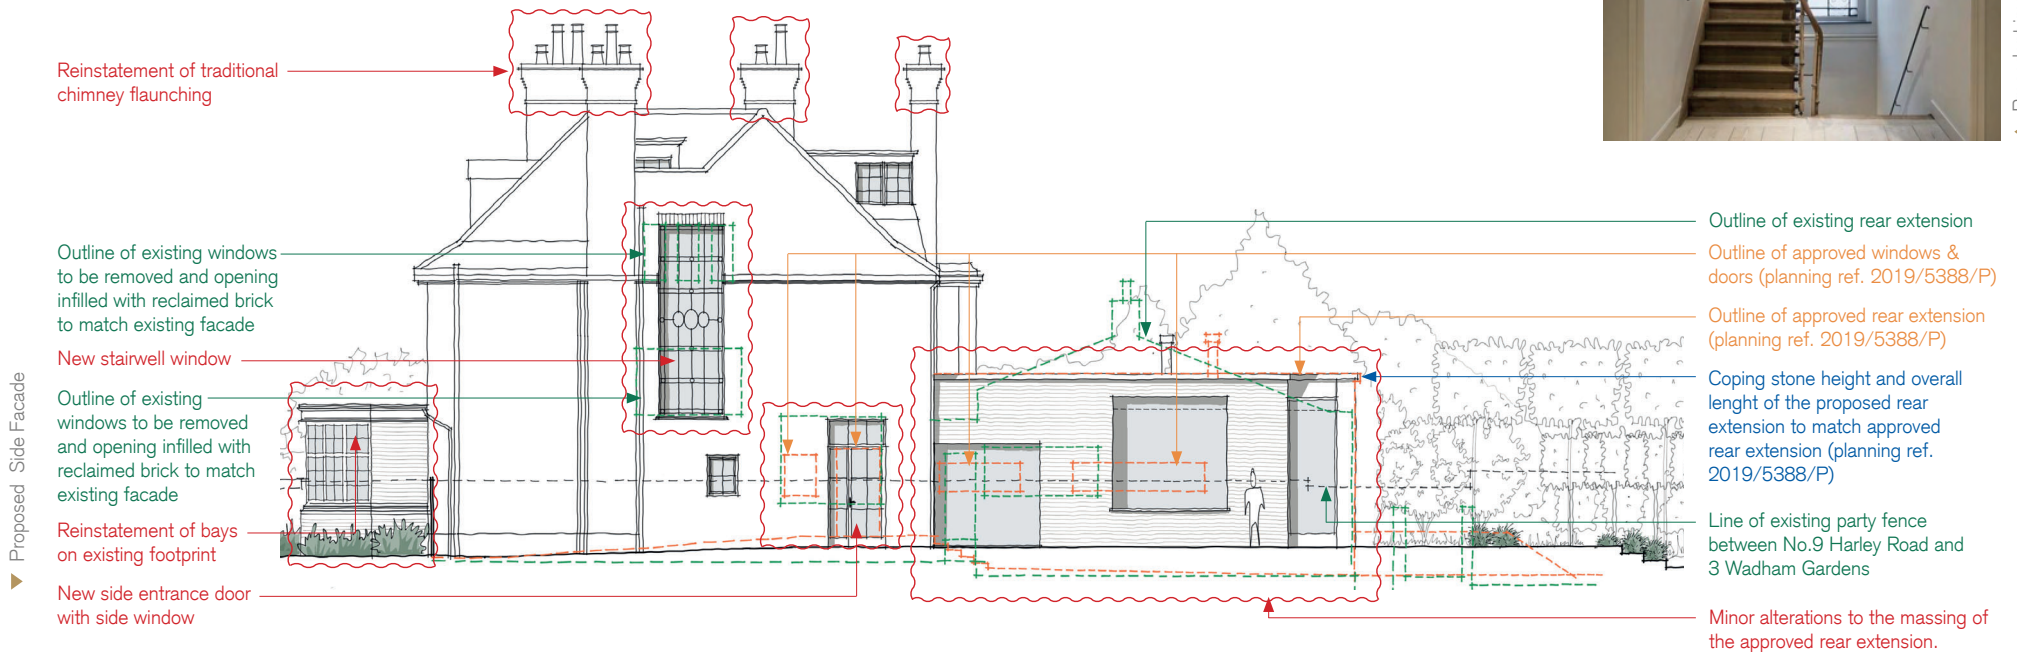 Reinstatement of traditional
chimney flaunching
Outline of existing windows
to be removed and opening
infilled with reclaimed brick
to match existing facade
New stairwell window
Outline of existing
windows to be removed
and opening infilled with
reclaimed brick to match
existing facade
Reinstatement of bays
on existing footprint
New side entrance door
with side window
Proposed Side Facade
Outline of existing rear extension
Outline of approved windows &
doors (planning ref. 2019/5388/P)
Outline of approved rear extension
(planning ref. 2019/5388/P)
Coping stone height and overall
lenght of the proposed rear
extension to match approved
rear extension (planning ref.
2019/5388/P)
Line of existing party fence
between No.9 Harley Road and
3 Wadham Gardens
Minor alterations to the massing of
the approved rear extension.